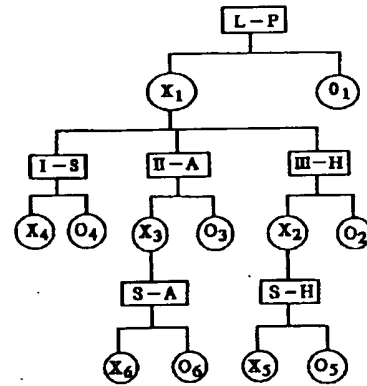 L – P
X1 O1
I – S II – A III – H
X4 O4 X3 O3 X2 O2
S – A S – H
X6 O6 X5 O5